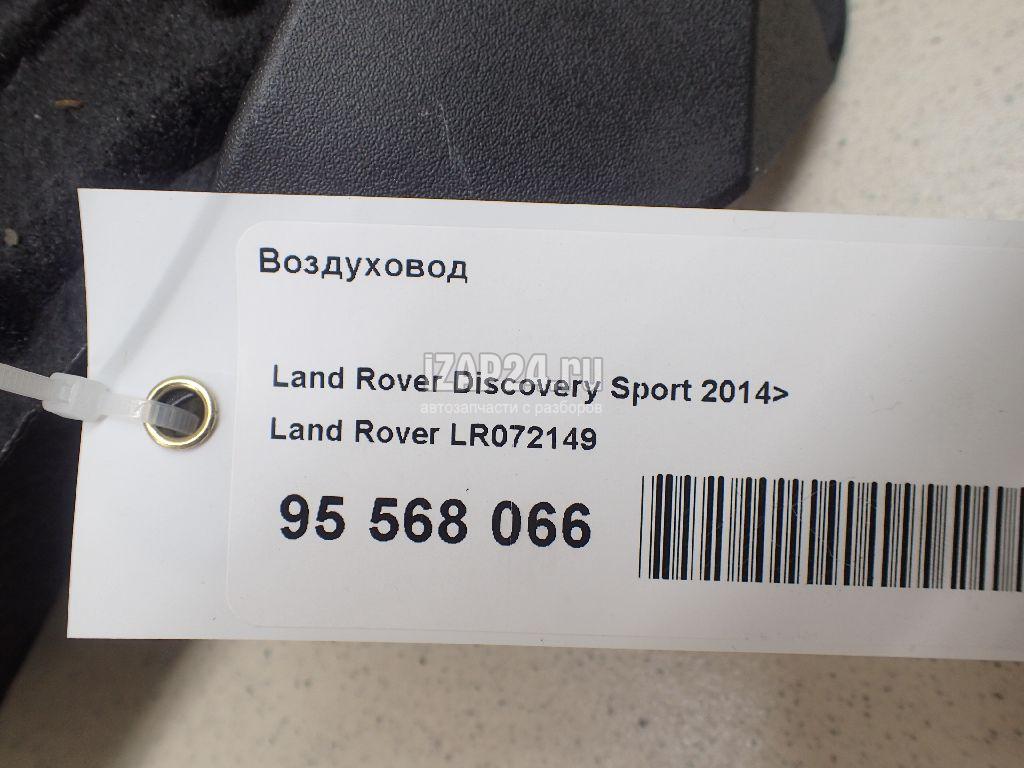 Воздуховод
iZAP24.ru
Land Rover Discovery Sport 2014>
автозапчасти с разборов
Land Rover LR072149
95 568 066